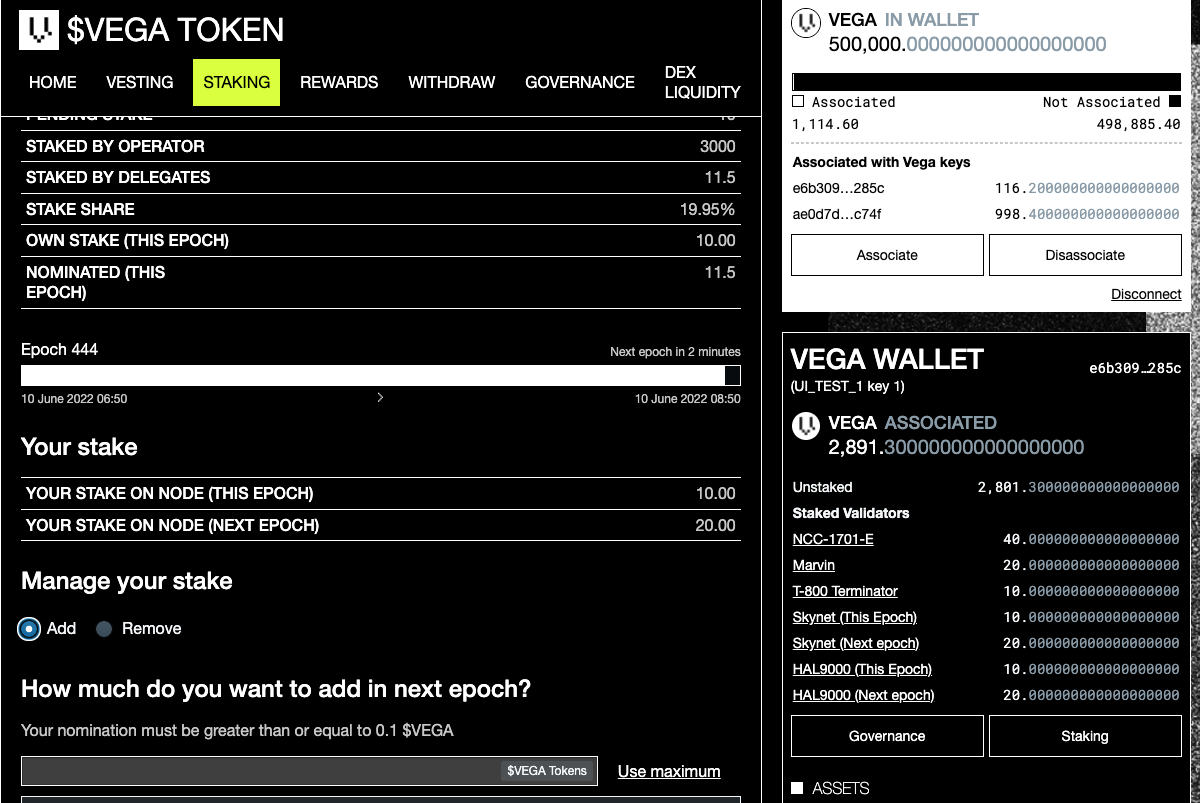 $VEGA TOKEN
HOME VESTING STAKING REWARDS WITHDRAW GOVERNANCE DEX LIQUIDITY
PENDING STAKE 10
STAKED BY OPERATOR 3000
STAKED BY DELEGATES 11.5
STAKE SHARE 19.95%
OWN STAKE (THIS EPOCH) 10.00
NOMINATED (THIS
EPOCH) 11.5
Epoch 444 Next epoch in 2 minutes
10 June 2022 06:50 > 10 June 2022 08:50
Your stake
YOUR STAKE ON NODE (THIS EPOCH) 10.00
YOUR STAKE ON NODE (NEXT EPOCH) 20.00
Manage your stake
Add Remove
How much do you want to add in next epoch?
Your nomination must be greater than or equal to 0.1 $VEGA
$VEGA Tokens Use maximum
VEGA IN WALLET
500,000.000000000000000000
Associated Not Associated
1,114.60 498,885.40
Associated with Vega keys
e6b309…285c 116.200000000000000000
ae0d7d…c74f 998.400000000000000000
Associate Disassociate
Disconnect
VEGA WALLET e6b309…285c
(UI_TEST_1 key 1)
VEGA ASSOCIATED
2,891.300000000000000000
Unstaked 2,801.300000000000000000
Staked Validators
NCC-1701-E 40.000000000000000000
Marvin 20.000000000000000000
T-800 Terminator 10.000000000000000000
Skynet (This Epoch) 10.000000000000000000
Skynet (Next epoch) 20.000000000000000000
HAL9000 (This Epoch) 10.000000000000000000
HAL9000 (Next epoch) 20.000000000000000000
Governance Staking
ASSETS